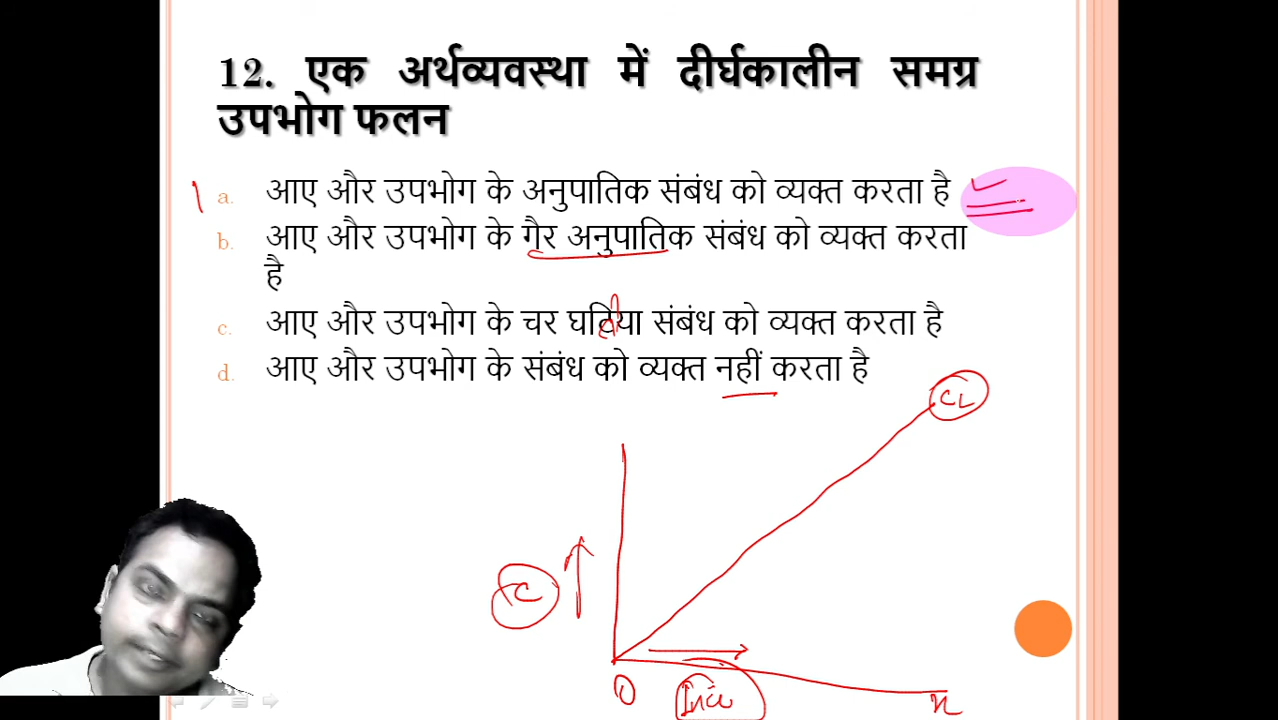 12. एक अर्थव्यवस्था में दीर्घकालीन समग्र
उपभोग फलन
a. आए और उपभोग के अनुपातिक संबंध को व्यक्त करता है
b. आए और उपभोग के गैर अनुपातिक संबंध को व्यक्त करता
है
c. आए और उपभोग के चर घटिया संबंध को व्यक्त करता है
d. आए और उपभोग के संबंध को व्यक्त नहीं करता है
CL
C
0